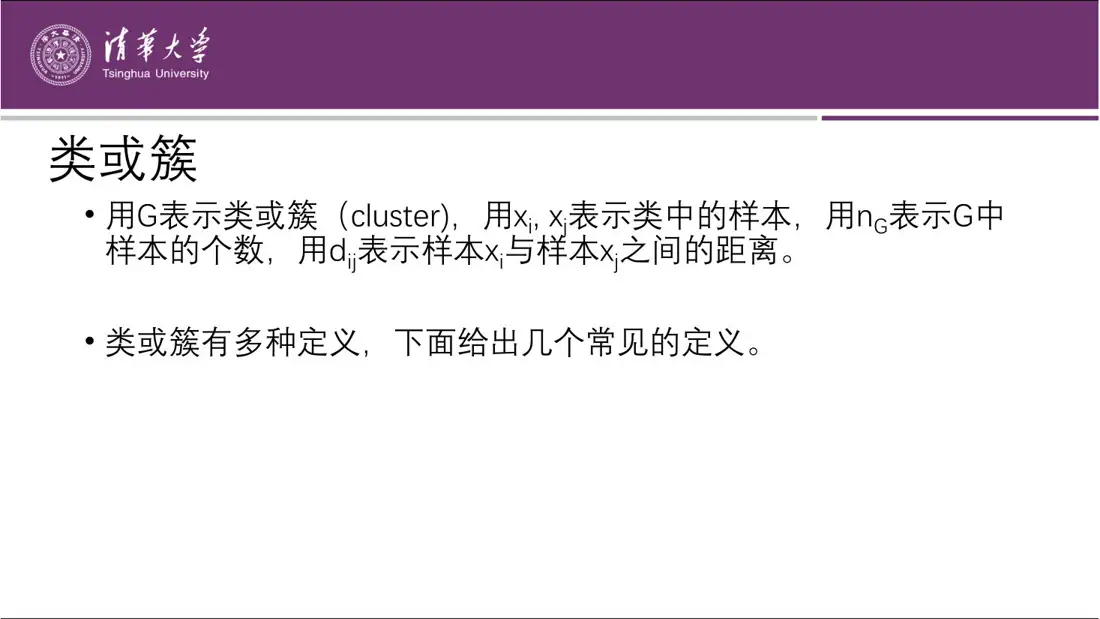 清华大学
Tsinghua University
类或簇
• 用G表示类或簇（cluster)，用xi, xj表示类中的样本，用nG表示G中
样本的个数，用dij表示样本xi与样本xj之间的距离。
• 类或簇有多种定义，下面给出几个常见的定义。